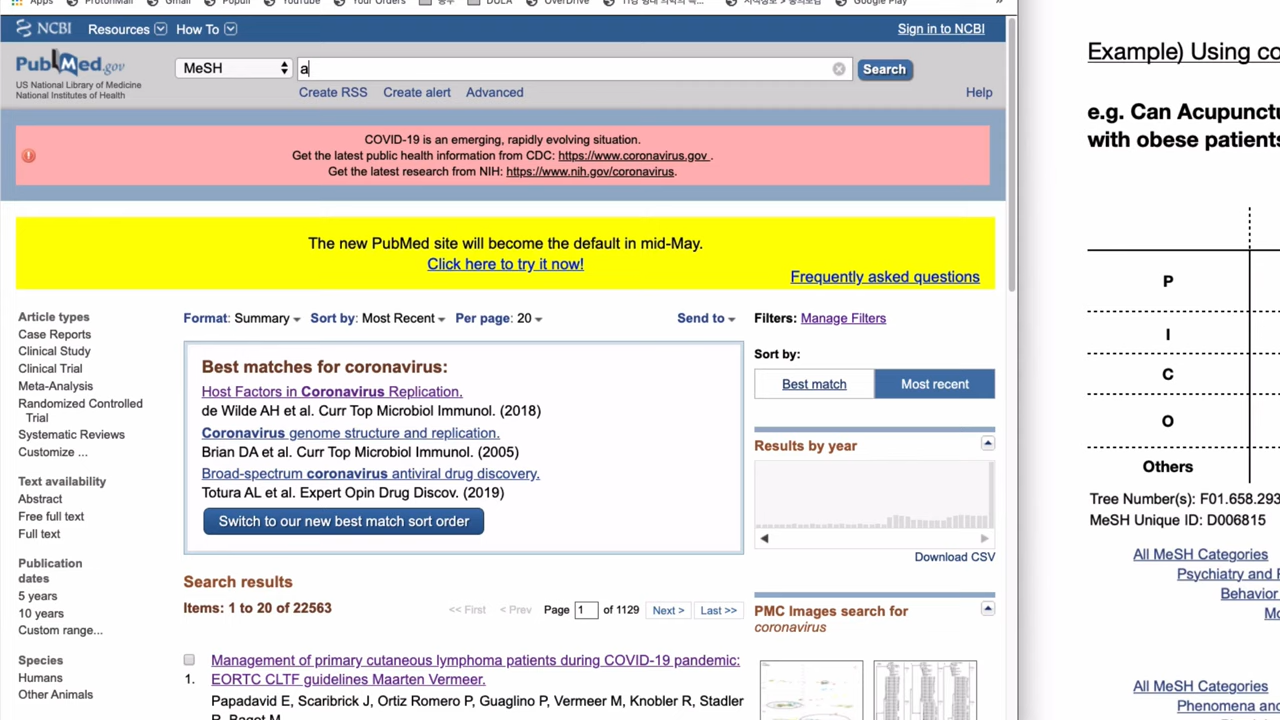 Apps ProtonMail Gmail Populi YouTube Your Orders DULA OverDrive Google Play »
NCBI Resources How To Sign in to NCBI
PubMed.gov
US National Library of Medicine
National Institutes of Health
MeSH a Search
Create RSS Create alert Advanced Help
COVID-19 is an emerging, rapidly evolving situation.
Get the latest public health information from CDC: https://www.coronavirus.gov .
Get the latest research from NIH: https://www.nih.gov/coronavirus.
The new PubMed site will become the default in mid-May.
Click here to try it now!
Frequently asked questions
Article types
Case Reports
Clinical Study
Clinical Trial
Meta-Analysis
Randomized Controlled
Trial
Systematic Reviews
Customize ...
Text availability
Abstract
Free full text
Full text
Publication
dates
5 years
10 years
Custom range...
Species
Humans
Other Animals
Format: Summary Sort by: Most Recent Per page: 20 Send to
Best matches for coronavirus:
Host Factors in Coronavirus Replication.
de Wilde AH et al. Curr Top Microbiol Immunol. (2018)
Coronavirus genome structure and replication.
Brian DA et al. Curr Top Microbiol Immunol. (2005)
Broad-spectrum coronavirus antiviral drug discovery.
Totura AL et al. Expert Opin Drug Discov. (2019)
Switch to our new best match sort order
Search results
Items: 1 to 20 of 22563
<< First < Prev Page 1 of 1129 Next > Last >>
Management of primary cutaneous lymphoma patients during COVID-19 pandemic:
1. EORTC CLTF guidelines Maarten Vermeer.
Papadavid E, Scarisbrick J, Ortiz Romero P, Guaglino P, Vermeer M, Knobler R, Stadler
R, Bagot M.
Filters: Manage Filters
Sort by:
Best match Most recent
Results by year
Download CSV
PMC Images search for
coronavirus
Example) Using co
e.g. Can Acupunctu
with obese patients
P
I
C
O
Others
Tree Number(s): F01.658.293
MeSH Unique ID: D006815
All MeSH Categories
Psychiatry and
Behavior
Mo
All MeSH Categories
Phenomena and